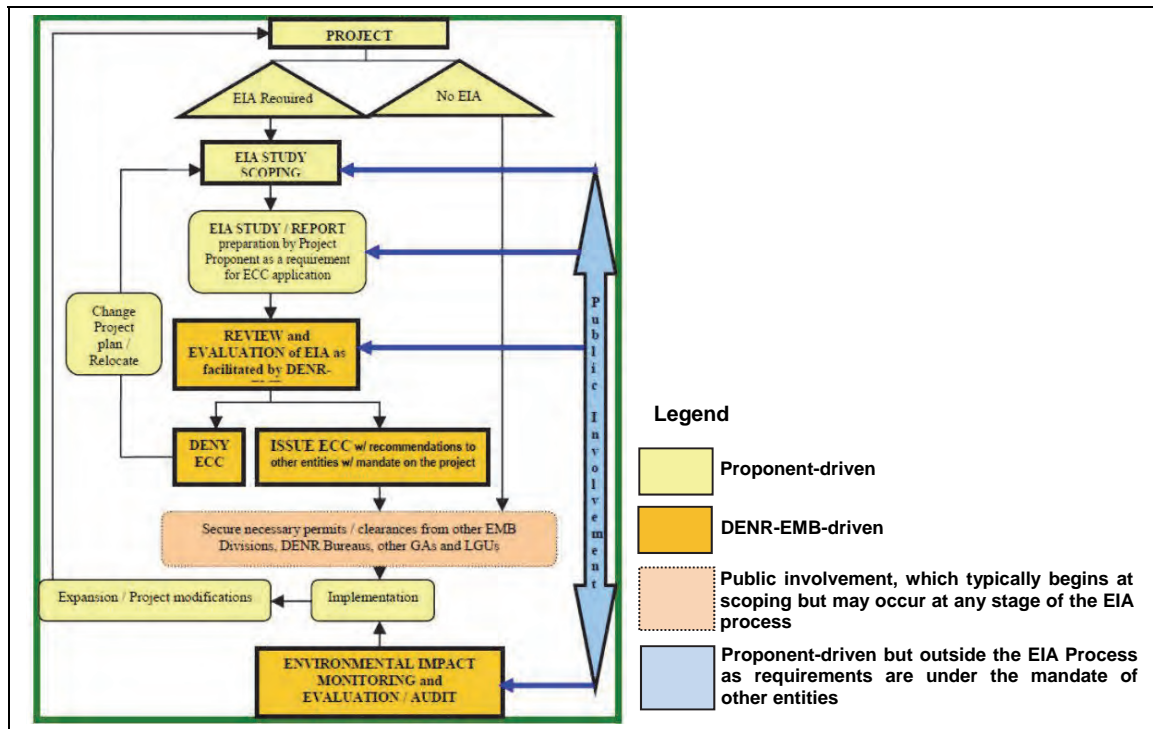 PROJECT
EIA Required
No EIA
EIA STUDY
SCOPING
EIA STUDY / REPORT
preparation by Project
Proponent as a requirement
for ECC application
Change
Project
plan /
Relocate
REVIEW and
EVALUATION of EIA as
facilitated by DENR-
DENY
ECC
ISSUE ECC w/ recommendations to
other entities w/ mandate on the project
Secure necessary permits / clearances from other EMB
Divisions, DENR Bureaus, other GAs and LGUs
Expansion / Project modifications
Implementation
ENVIRONMENTAL IMPACT
MONITORING and
EVALUATION / AUDIT
Public Involvement
Legend
Proponent-driven
DENR-EMB-driven
Public involvement, which typically begins at
scoping but may occur at any stage of the EIA
process
Proponent-driven but outside the EIA Process
as requirements are under the mandate of
other entities